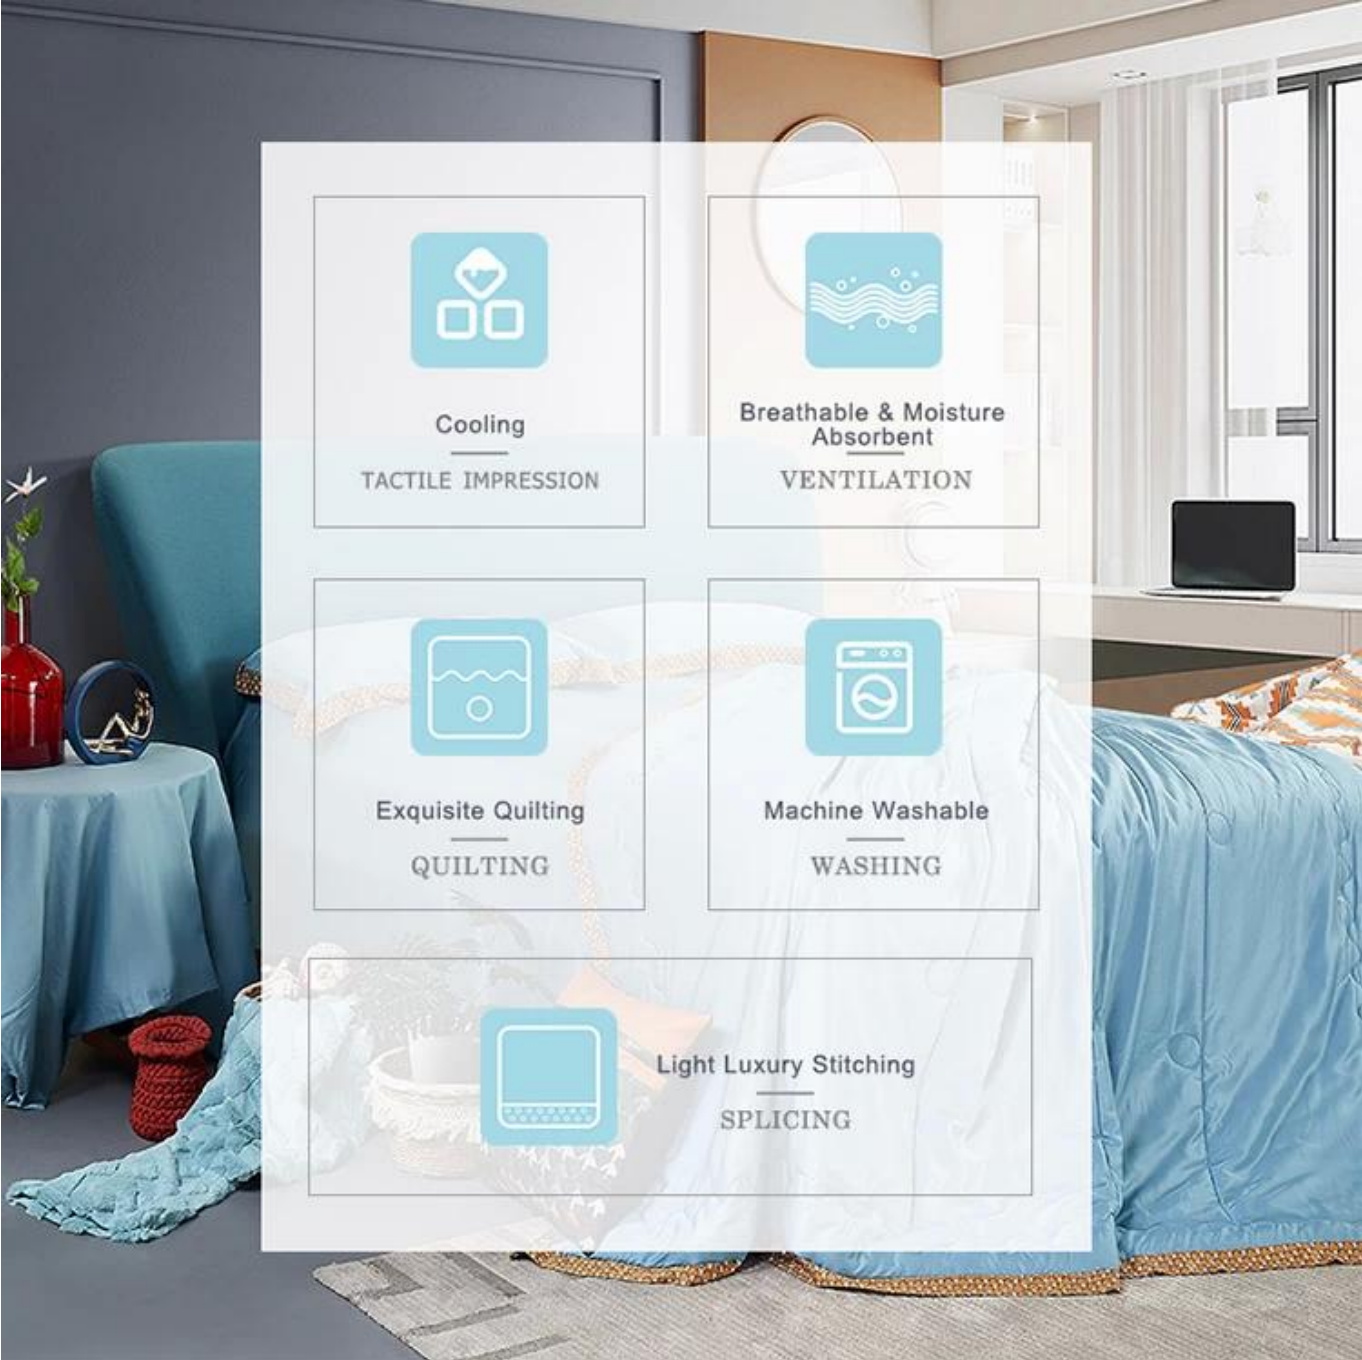 Cooling
TACTILE IMPRESSION
Breathable & Moisture
Absorbent
VENTILATION
Exquisite Quilting
QUILTING
Machine Washable
WASHING
Light Luxury Stitching
SPLICING